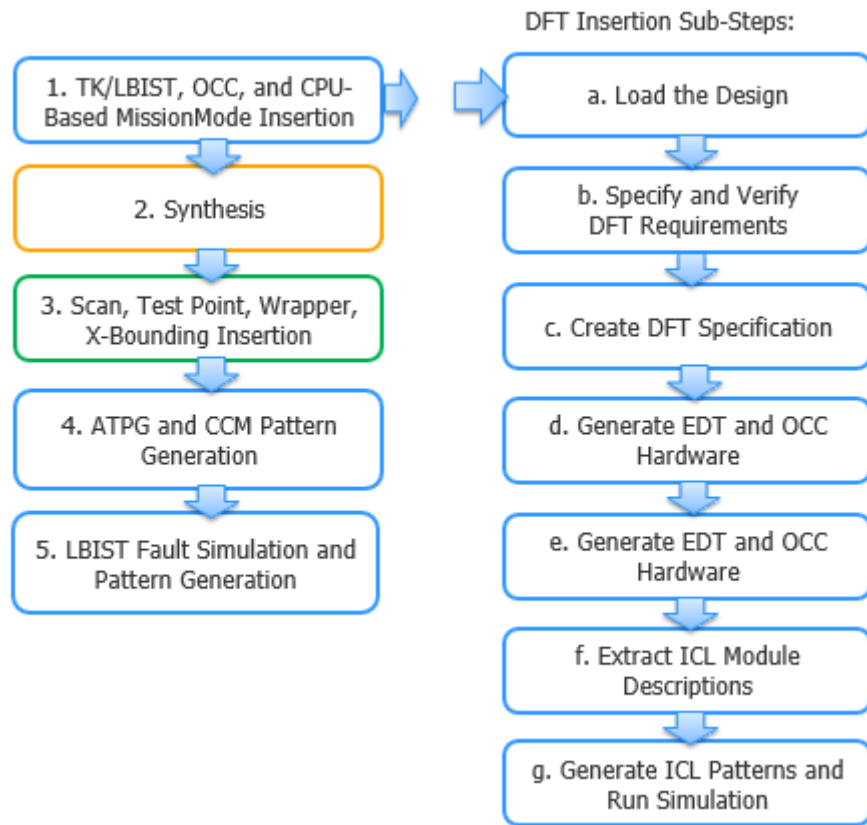 1. TK/LBIST, OCC, and CPU-
Based MissionMode Insertion
2. Synthesis
3. Scan, Test Point, Wrapper,
X-Bounding Insertion
4. ATPG and CCM Pattern
Generation
5. LBIST Fault Simulation and
Pattern Generation
DFT Insertion Sub-Steps:
a. Load the Design
b. Specify and Verify
DFT Requirements
c. Create DFT Specification
d. Generate EDT and OCC
Hardware
e. Generate EDT and OCC
Hardware
f. Extract ICL Module
Descriptions
g. Generate ICL Patterns and
Run Simulation